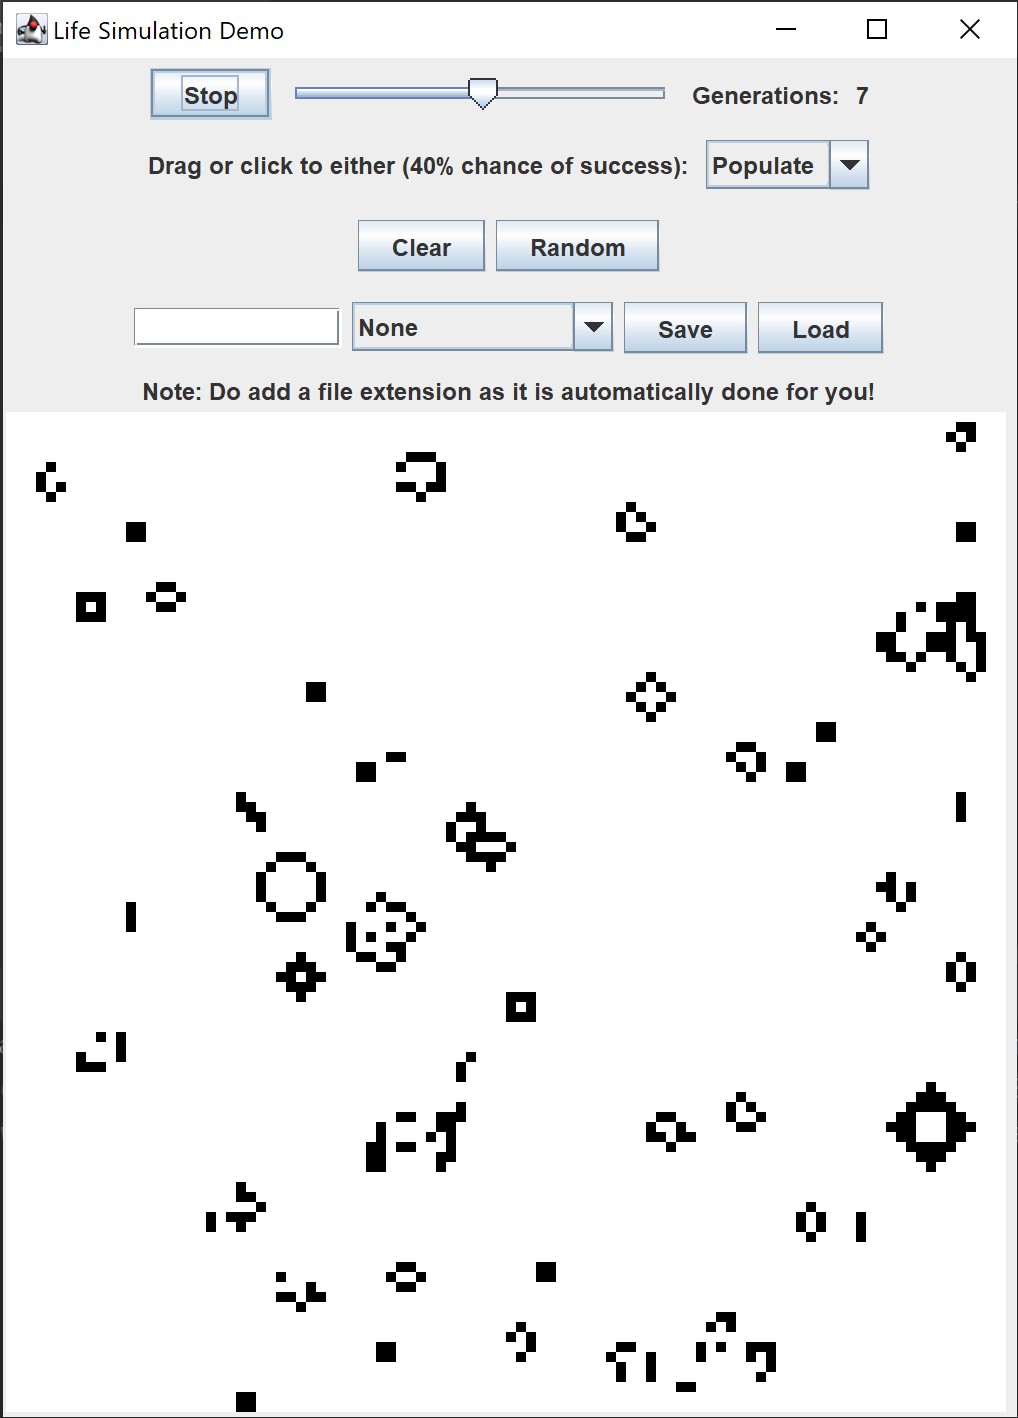 Life Simulation Demo
Stop Generations: 7
Drag or click to either (40% chance of success): Populate
Clear Random
None Save Load
Note: Do add a file extension as it is automatically done for you!